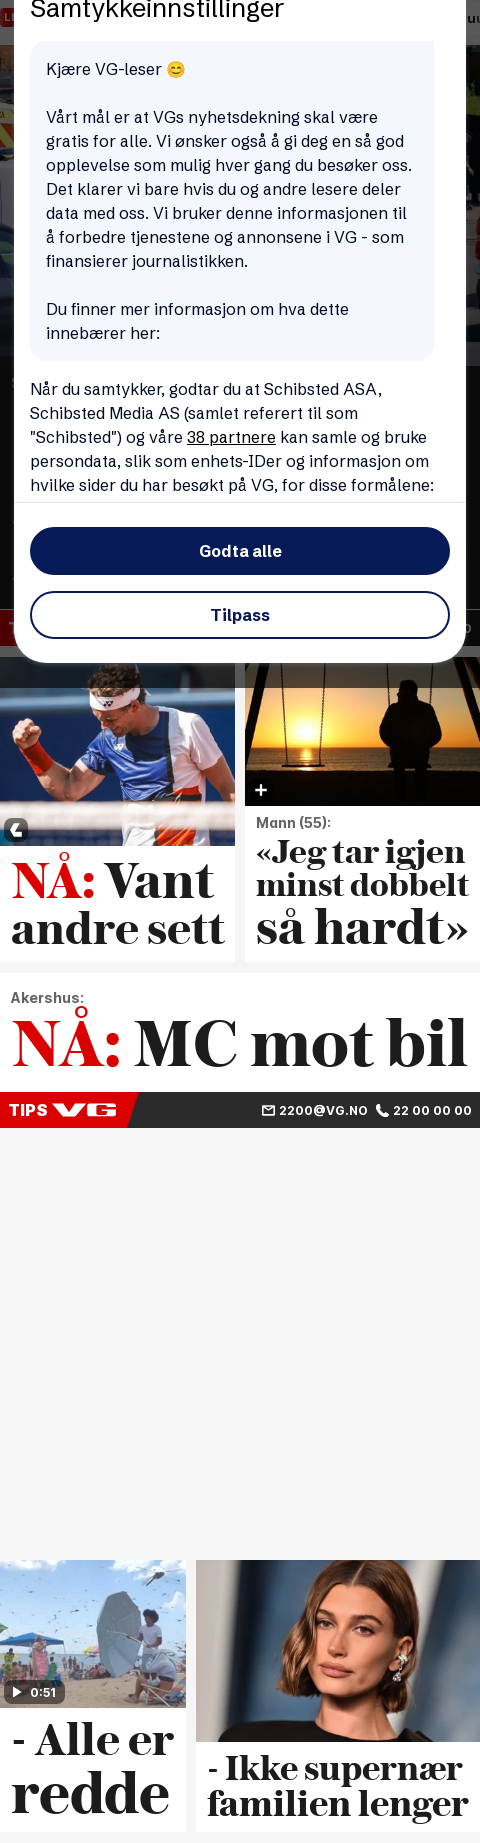 Samtykkeinnstillinger
Kjære VG-leser 😊
Vårt mål er at VGs nyhetsdekning skal være
gratis for alle. Vi ønsker også å gi deg en så god
opplevelse som mulig hver gang du besøker oss.
Det klarer vi bare hvis du og andre lesere deler
data med oss. Vi bruker denne informasjonen til
å forbedre tjenestene og annonsene i VG - som
finansierer journalistikken.
Du finner mer informasjon om hva dette
innebærer her:
Når du samtykker, godtar du at Schibsted ASA,
Schibsted Media AS (samlet referert til som
"Schibsted") og våre 38 partnere kan samle og bruke
persondata, slik som enhets-IDer og informasjon om
hvilke sider du har besøkt på VG, for disse formålene:
Godta alle
Tilpass
NÅ: Vant
andre sett
Mann (55):
«Jeg tar igjen
minst dobbelt
så hardt»
Akershus:
NÅ: MC mot bil
TIPS VG 2200@VG.NO 22 00 00 00
0:51
- Alle er
redde
- Ikke supernær
familien lenger